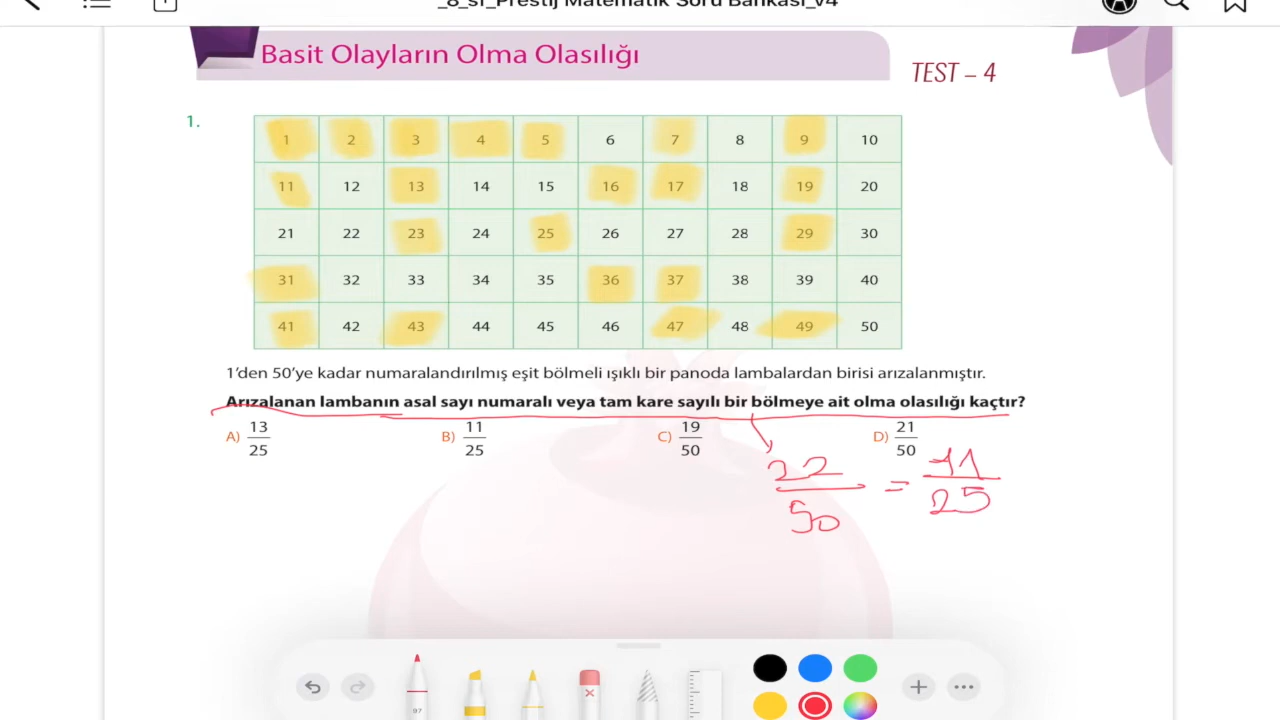 _8_sf_Prestij Matematik Soru Bankası_v4
Basit Olayların Olma Olasılığı
TEST – 4
1.
1 2 3 4 5 6 7 8 9 10
11 12 13 14 15 16 17 18 19 20
21 22 23 24 25 26 27 28 29 30
31 32 33 34 35 36 37 38 39 40
41 42 43 44 45 46 47 48 49 50
1’den 50’ye kadar numaralandırılmış eşit bölmeli ışıklı bir panoda lambalardan birisi arızalanmıştır.
Arızalanan lambanın asal sayı numaralı veya tam kare sayılı bir bölmeye ait olma olasılığı kaçtır?
A) 13/25 B) 11/25 C) 19/50 D) 21/50
22/50 = 11/25
97